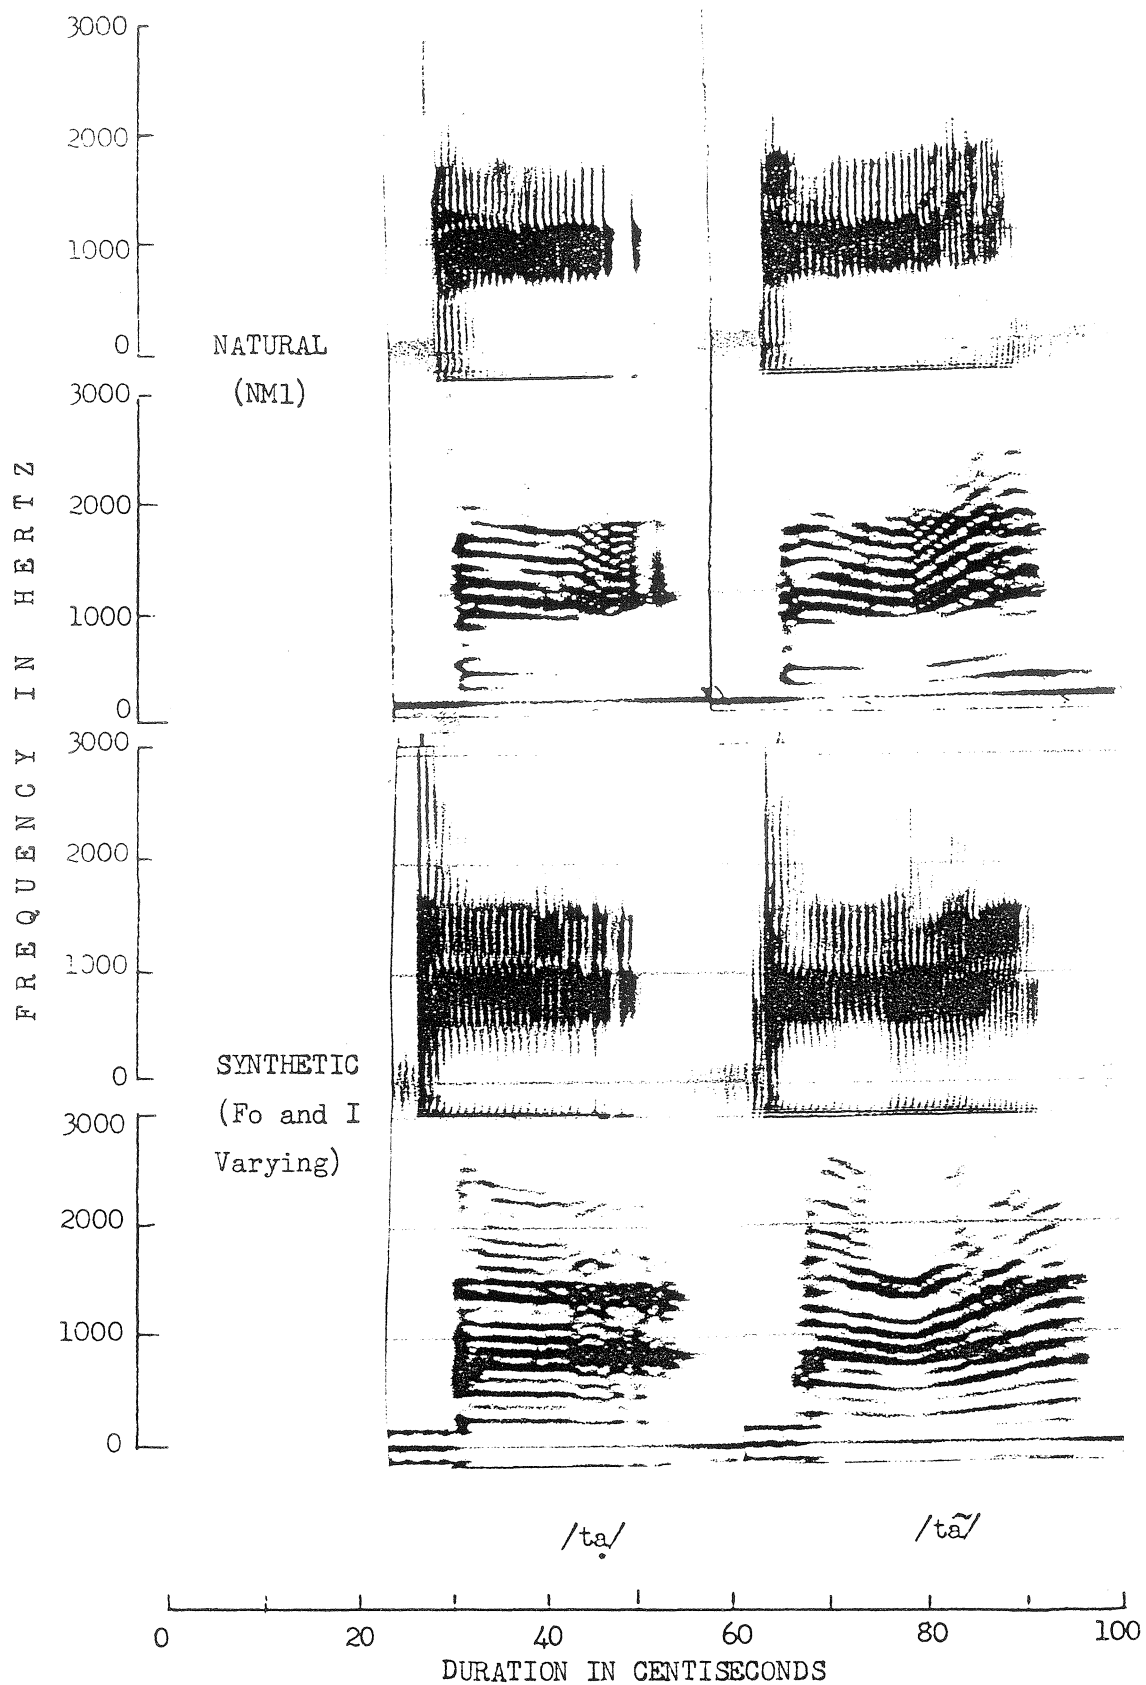 3000
2000
1000
0
NATURAL
(NM1)
3000
2000
1000
0
FREQUENCY IN HERTZ
3000
2000
1000
0
SYNTHETIC
(Fo and I
Varying)
3000
2000
1000
0
/tạ/ /tã/
0 20 40 60 80 100
DURATION IN CENTISECONDS